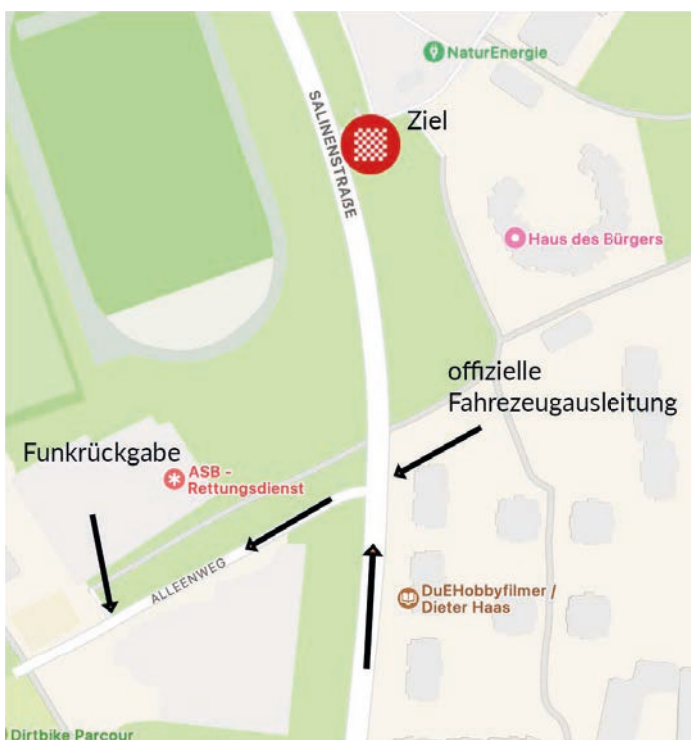 NaturEnergie
Ziel
SALINENSTRAßE
Haus des Bürgers
offizielle
Fahrezeugausleitung
Funkrückgabe
ASB -
Rettungsdienst
ALLEENWEG
DuEHobbyfilmer /
Dieter Haas
Dirtbike Parcour